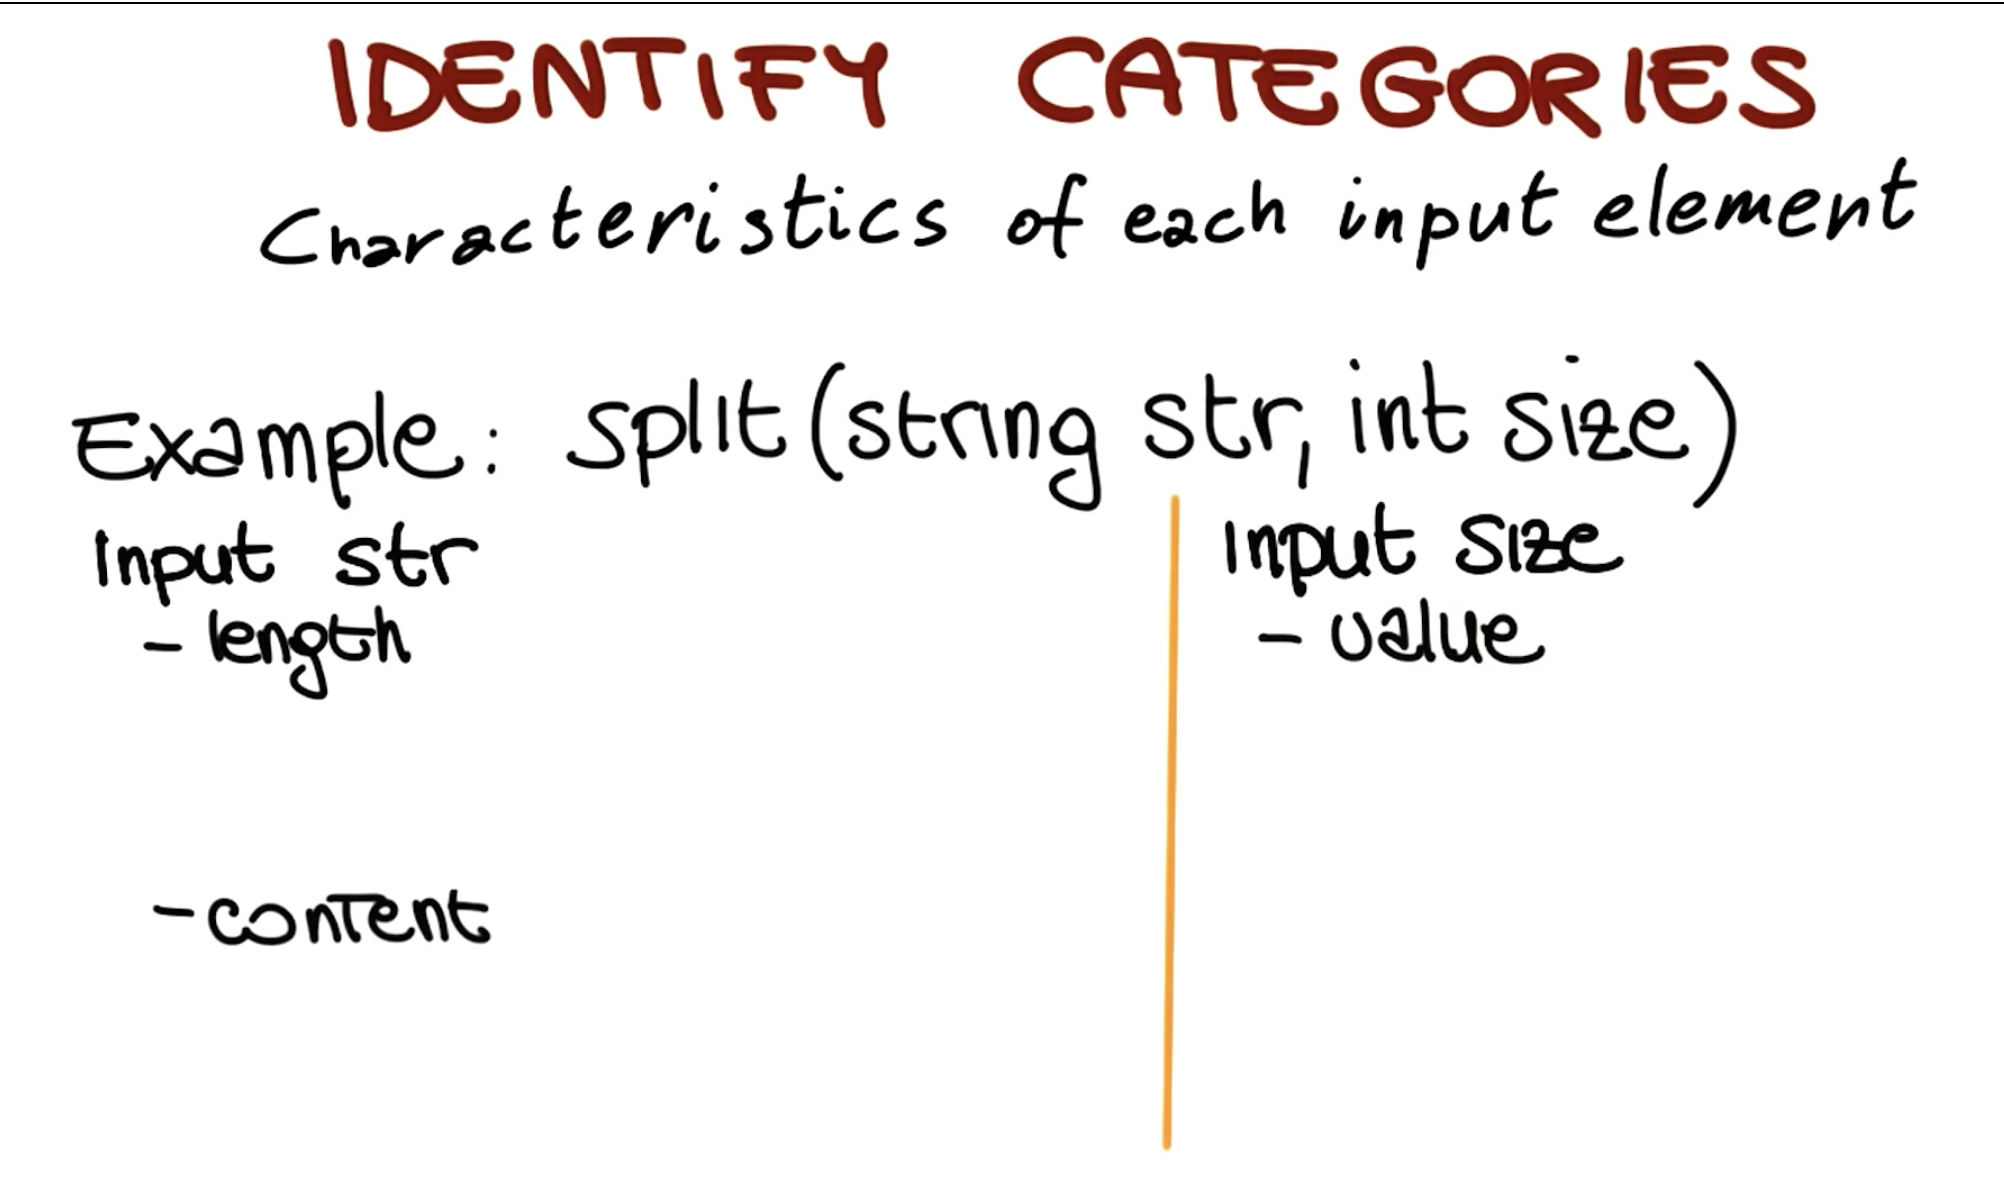 IDENTIFY CATEGORIES
Characteristics of each input element
Example: split(string str, int size)
Input str
- length
- content
Input size
- value